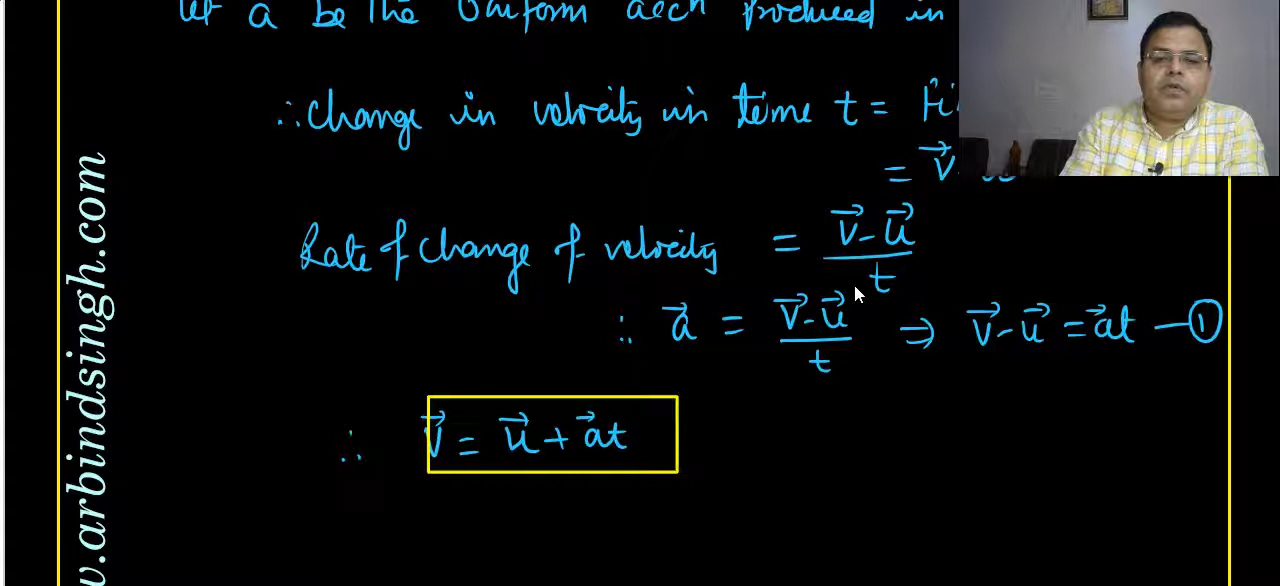 let a be the Uniform accn produced in
∴ change in velocity in time t =
= v⃗
Rate of change of velocity = (v⃗ - u⃗)/t
∴ a⃗ = (v⃗ - u⃗)/t ⇒ v⃗ - u⃗ = a⃗t —①
∴ v⃗ = u⃗ + a⃗t
w.arbindsingh.com